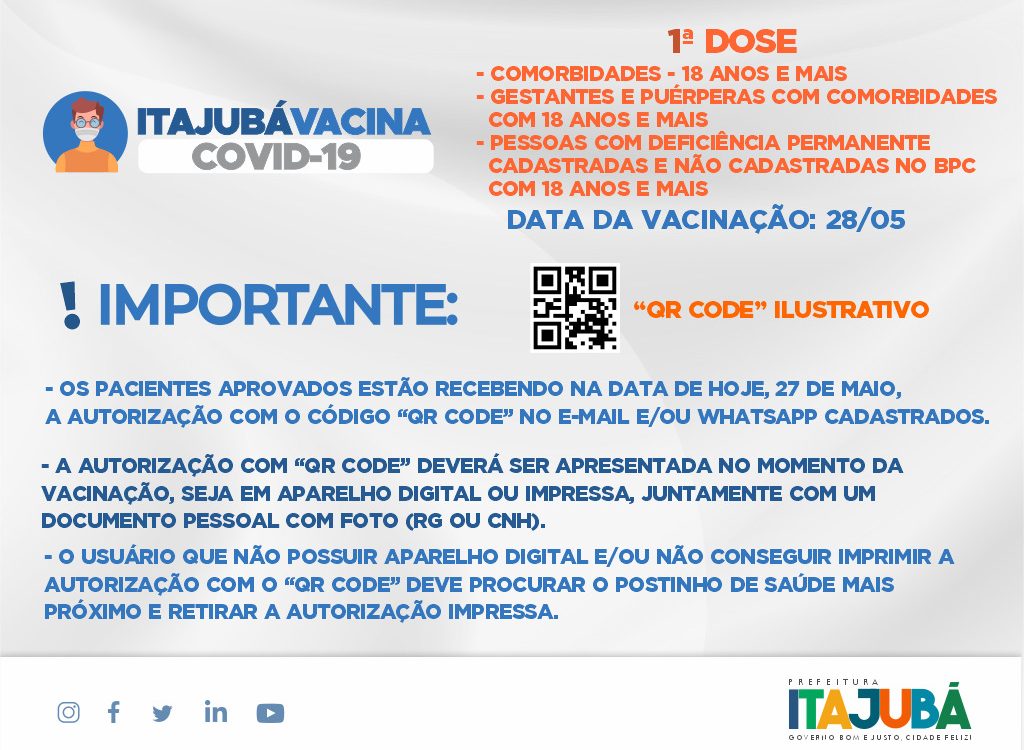 1ª DOSE
- COMORBIDADES - 18 ANOS E MAIS
- GESTANTES E PUÉRPERAS COM COMORBIDADES
COM 18 ANOS E MAIS
- PESSOAS COM DEFICIÊNCIA PERMANENTE
CADASTRADAS E NÃO CADASTRADAS NO BPC
COM 18 ANOS E MAIS
DATA DA VACINAÇÃO: 28/05
ITAJUBÁVACINA
COVID-19
! IMPORTANTE:
“QR CODE” ILUSTRATIVO
- OS PACIENTES APROVADOS ESTÃO RECEBENDO NA DATA DE HOJE, 27 DE MAIO,
A AUTORIZAÇÃO COM O CÓDIGO “QR CODE” NO E-MAIL E/OU WHATSAPP CADASTRADOS.
- A AUTORIZAÇÃO COM “QR CODE” DEVERÁ SER APRESENTADA NO MOMENTO DA
VACINAÇÃO, SEJA EM APARELHO DIGITAL OU IMPRESSA, JUNTAMENTE COM UM
DOCUMENTO PESSOAL COM FOTO (RG OU CNH).
- O USUÁRIO QUE NÃO POSSUIR APARELHO DIGITAL E/OU NÃO CONSEGUIR IMPRIMIR A
AUTORIZAÇÃO COM O “QR CODE” DEVE PROCURAR O POSTINHO DE SAÚDE MAIS
PRÓXIMO E RETIRAR A AUTORIZAÇÃO IMPRESSA.
PREFEITURA
ITAJUBÁ
GOVERNO BOM E JUSTO, CIDADE FELIZ!